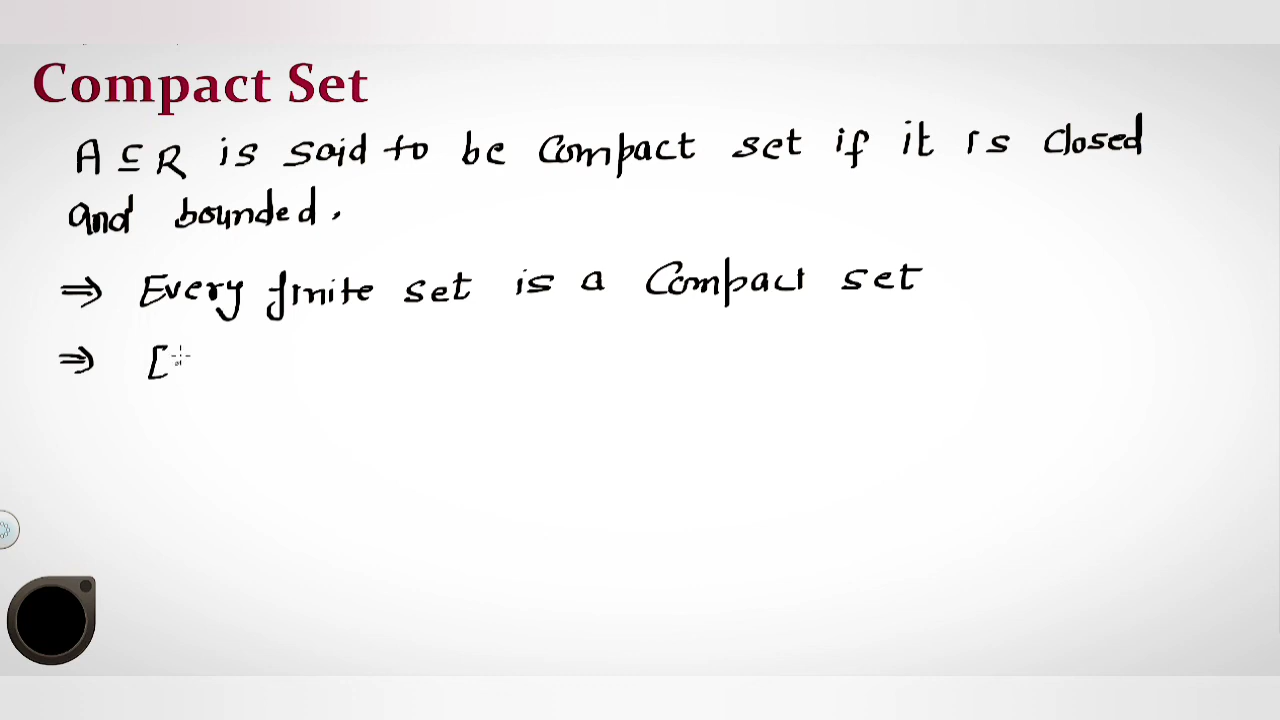 Compact Set
A ⊆ R is said to be Compact set if it is closed
and bounded.
⇒ Every finite set is a Compact set
⇒ [